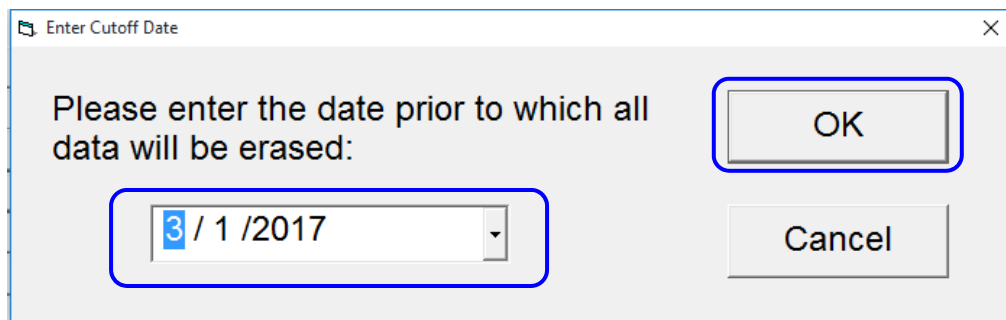 Enter Cutoff Date
Please enter the date prior to which all
data will be erased:
OK
3 / 1 /2017
Cancel